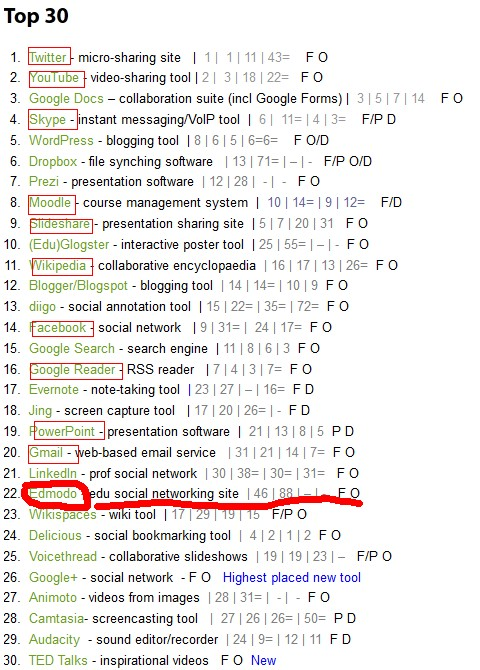 Top 30
1. Twitter - micro-sharing site | 1 | 1 | 11 | 43= F O
2. YouTube - video-sharing tool | 2 | 3 | 18 | 22= F O
3. Google Docs – collaboration suite (incl Google Forms) | 3 | 5 | 7 | 14 F O
4. Skype - instant messaging/VoIP tool | 6 | 11= | 4 | 3= F/P D
5. WordPress - blogging tool | 8 | 6 | 5 | 6=6= F O/D
6. Dropbox - file synching software | 13 | 71= | – | - F/P O/D
7. Prezi - presentation software | 12 | 28 | - | - F O
8. Moodle - course management system | 10 | 14= | 9 | 12= F/D
9. Slideshare - presentation sharing site | 5 | 7 | 20 | 31 F O
10. (Edu)Glogster - interactive poster tool | 25 | 55= | – | - F O
11. Wikipedia - collaborative encyclopaedia | 16 | 17 | 13 | 26= F O
12. Blogger/Blogspot - blogging tool | 14 | 14= | 10 | 9 F O
13. diigo - social annotation tool | 15 | 22= | 35= | 72= F O
14. Facebook - social network | 9 | 31= | 24 | 17= F O
15. Google Search - search engine | 11 | 8 | 6 | 3 F O
16. Google Reader - RSS reader | 7 | 4 | 3 | 7= F O
17. Evernote - note-taking tool | 23 | 27 | – | 16= F D
18. Jing - screen capture tool | 17 | 20 | 26= | - F D
19. PowerPoint - presentation software | 21 | 13 | 8 | 5 P D
20. Gmail - web-based email service | 31 | 21 | 14 | 7= F O
21. LinkedIn - prof social network | 30 | 38= | 30= | 31= F O
22. Edmodo - edu social networking site | 46 | 88 | – | - F O
23. Wikispaces - wiki tool | 17 | 29 | 19 | 15 F/P O
24. Delicious - social bookmarking tool | 4 | 2 | 1 | 2 F O
25. Voicethread - collaborative slideshows | 19 | 19 | 23 | – F/P O
26. Google+ - social network - F O Highest placed new tool
27. Animoto - videos from images | 28 | 31= | - | - F O
28. Camtasia- screencasting tool | 27 | 26 | 26= | 50= P D
29. Audacity - sound editor/recorder | 24 | 9= | 12 | 11 F D
30. TED Talks - inspirational videos F O New